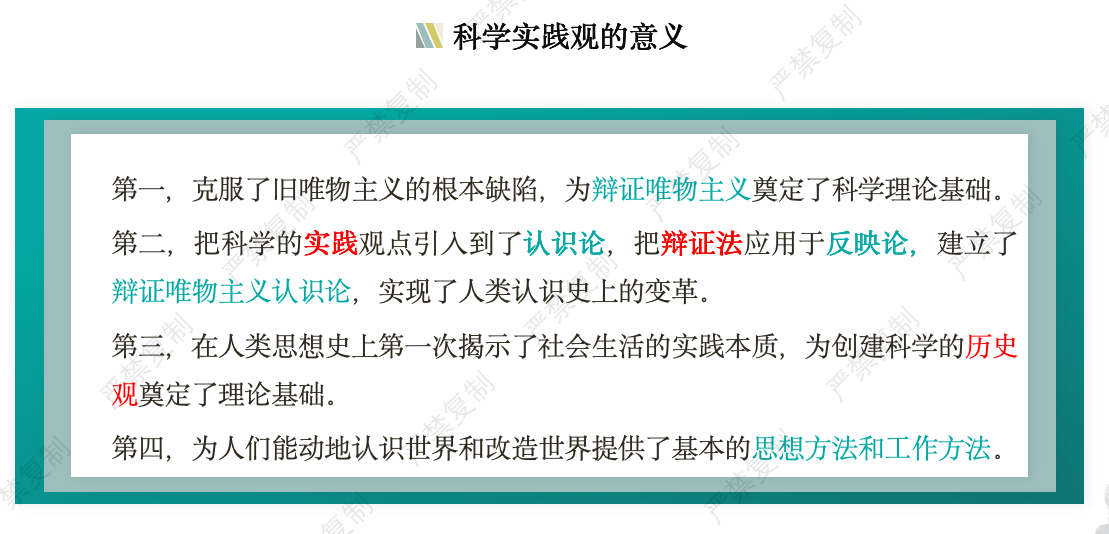 科学实践观的意义
第一，克服了旧唯物主义的根本缺陷，为辩证唯物主义奠定了科学理论基础。
第二，把科学的实践观点引入到了认识论，把辩证法应用于反映论，建立了
辩证唯物主义认识论，实现了人类认识史上的变革。
第三，在人类思想史上第一次揭示了社会生活的实践本质，为创建科学的历史
观奠定了理论基础。
第四，为人们能动地认识世界和改造世界提供了基本的思想方法和工作方法。
严禁复制
严禁复制
严禁复制
严禁复制
严禁复制
严禁复制
严禁复制
严禁复制
严禁复制
严禁复制
严禁复制
严禁复制
严禁复制